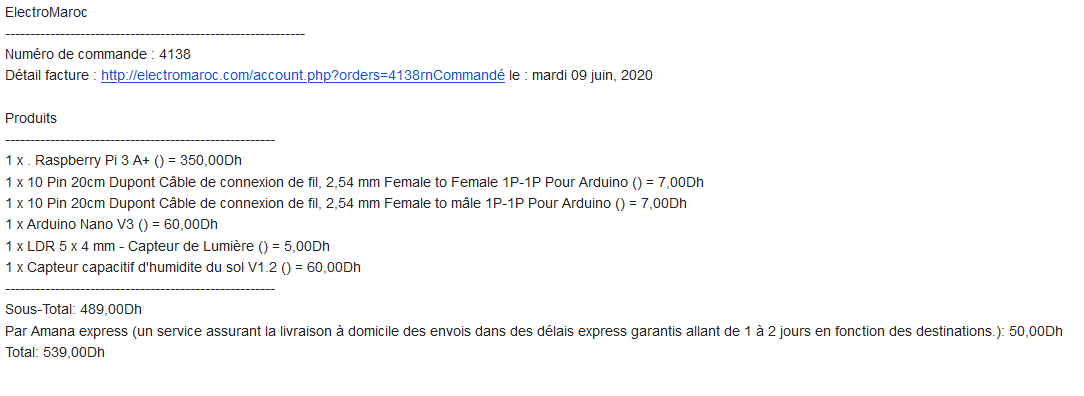 ElectroMaroc
------------------------------------------------------------
Numéro de commande : 4138
Détail facture : http://electromaroc.com/account.php?orders=4138rnCommandé le : mardi 09 juin, 2020
Produits
------------------------------------------------------
1 x . Raspberry Pi 3 A+ () = 350,00Dh
1 x 10 Pin 20cm Dupont Câble de connexion de fil, 2,54 mm Female to Female 1P-1P Pour Arduino () = 7,00Dh
1 x 10 Pin 20cm Dupont Câble de connexion de fil, 2,54 mm Female to mâle 1P-1P Pour Arduino () = 7,00Dh
1 x Arduino Nano V3 () = 60,00Dh
1 x LDR 5 x 4 mm - Capteur de Lumière () = 5,00Dh
1 x Capteur capacitif d'humidite du sol V1.2 () = 60,00Dh
------------------------------------------------------
Sous-Total: 489,00Dh
Par Amana express (un service assurant la livraison à domicile des envois dans des délais express garantis allant de 1 à 2 jours en fonction des destinations.): 50,00Dh
Total: 539,00Dh